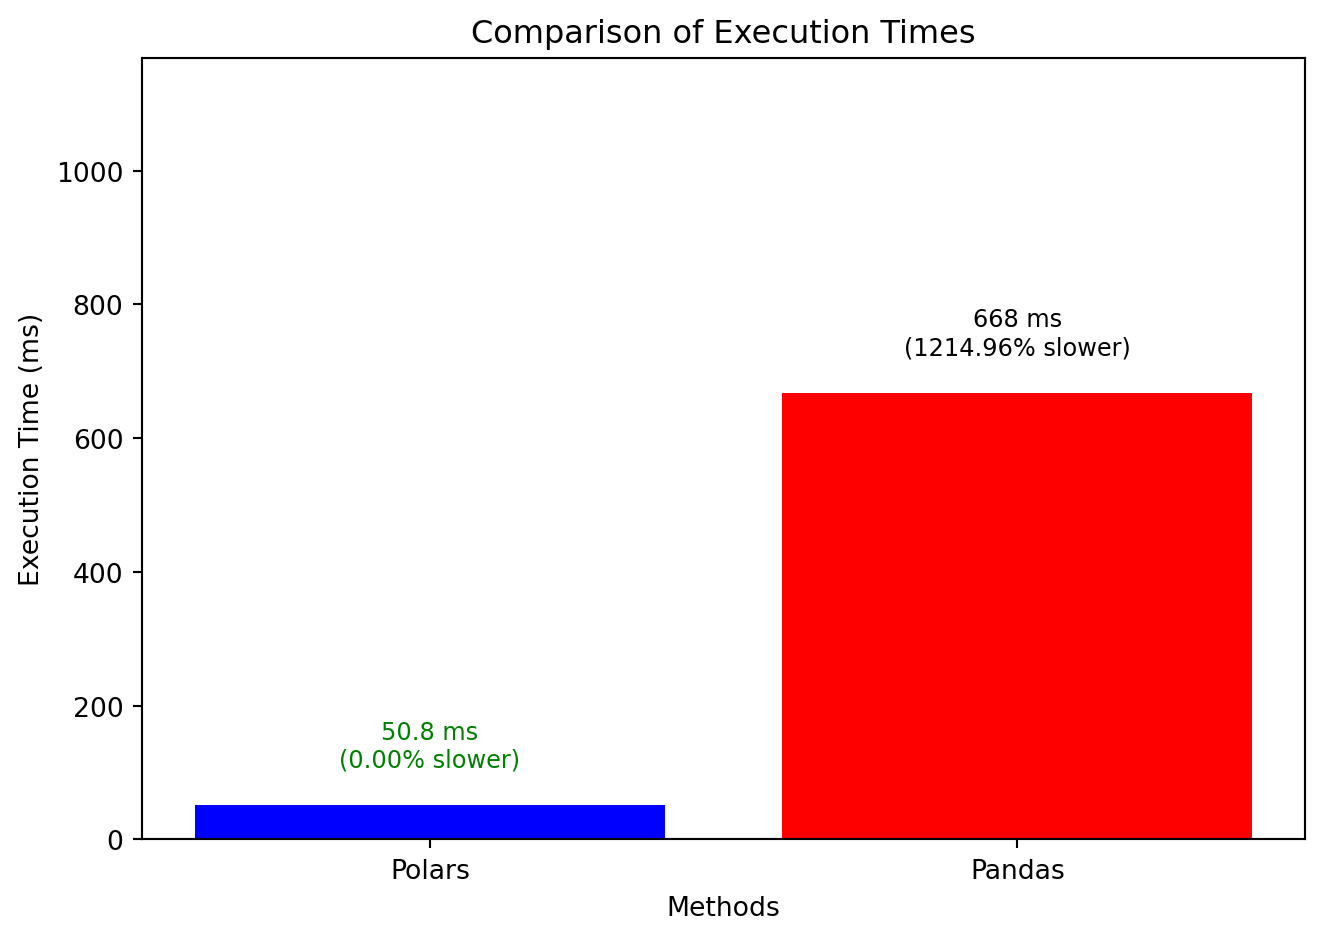 Comparison of Execution Times
Execution Time (ms)
1000
800
600
400
200
0
668 ms
(1214.96% slower)
50.8 ms
(0.00% slower)
Polars
Pandas
Methods